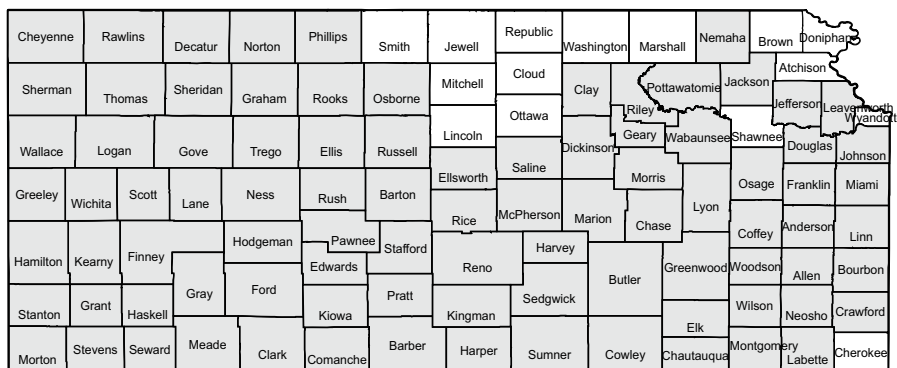 Cheyenne
Rawlins
Decatur
Norton
Phillips
Smith
Jewell
Republic
Washington
Marshall
Nemaha
Brown
Doniphan
Sherman
Thomas
Sheridan
Graham
Rooks
Osborne
Mitchell
Cloud
Clay
Riley
Pottawatomie
Jackson
Atchison
Jefferson
Leavenworth
Wyandott
Ottawa
Lincoln
Wallace
Logan
Gove
Trego
Ellis
Russell
Dickinson
Geary
Wabaunsee
Shawnee
Douglas
Johnson
Saline
Ellsworth
Morris
Greeley
Wichita
Scott
Lane
Ness
Rush
Barton
Rice
McPherson
Marion
Chase
Lyon
Osage
Franklin
Miami
Hamilton
Kearny
Finney
Hodgeman
Pawnee
Edwards
Stafford
Reno
Harvey
Butler
Greenwood
Coffey
Anderson
Linn
Woodson
Allen
Bourbon
Stanton
Grant
Haskell
Gray
Ford
Kiowa
Pratt
Kingman
Sedgwick
Elk
Wilson
Neosho
Crawford
Morton
Stevens
Seward
Meade
Clark
Comanche
Barber
Harper
Sumner
Cowley
Chautauqua
Montgomery
Labette
Cherokee